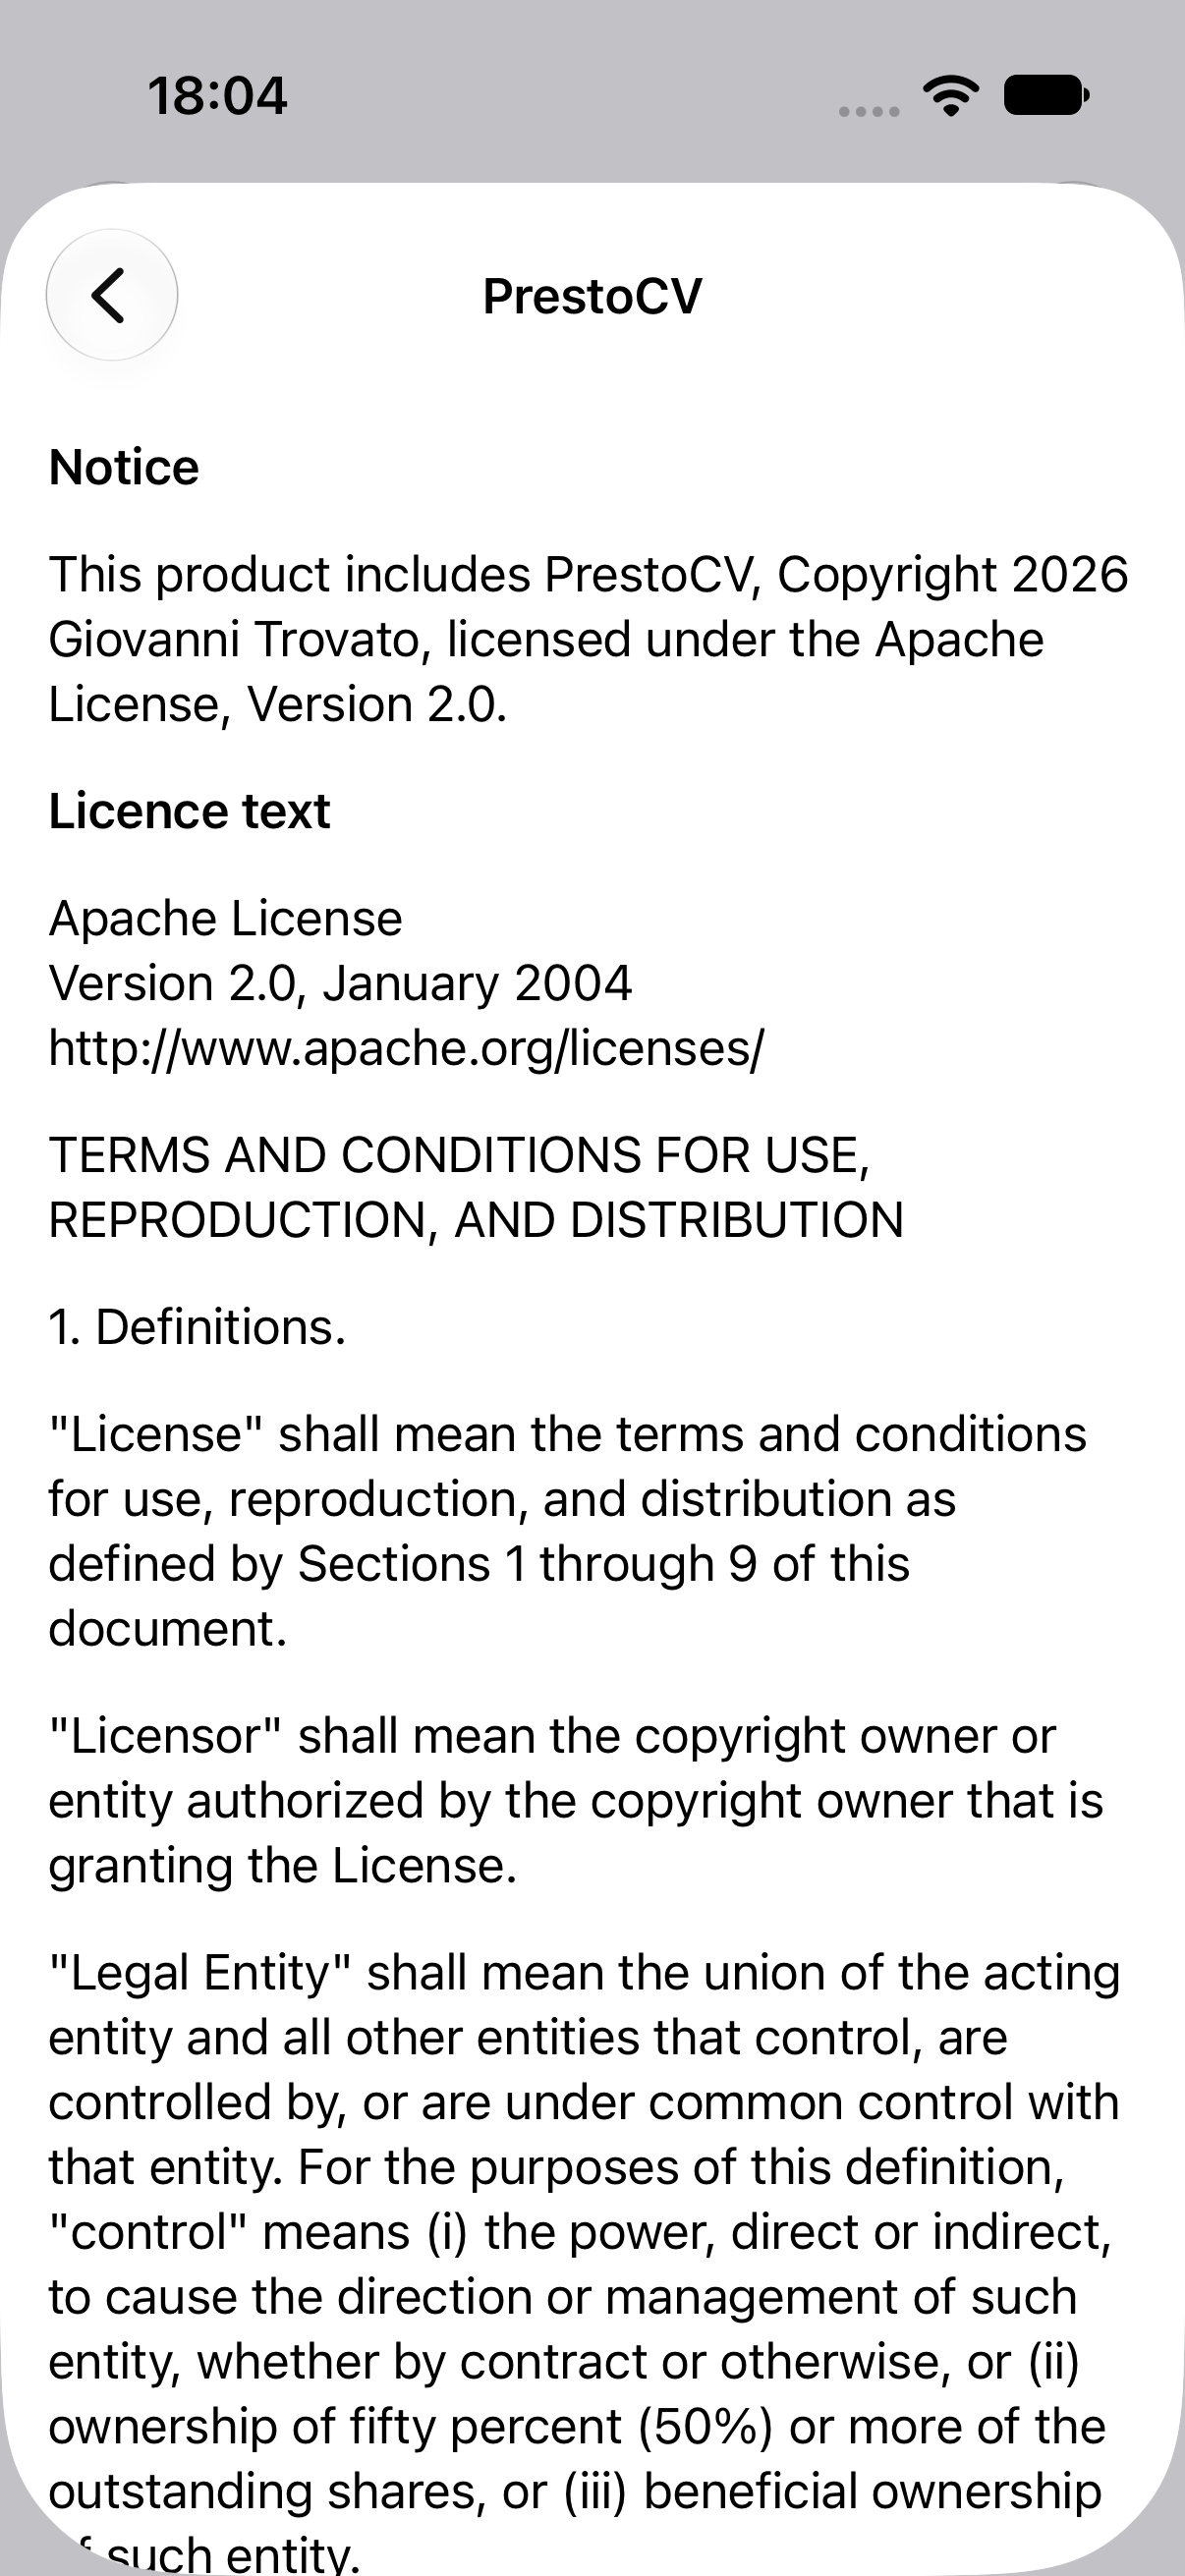 18:04
PrestoCV
Notice
This product includes PrestoCV, Copyright 2026
Giovanni Trovato, licensed under the Apache
License, Version 2.0.
Licence text
Apache License
Version 2.0, January 2004
http://www.apache.org/licenses/
TERMS AND CONDITIONS FOR USE,
REPRODUCTION, AND DISTRIBUTION
1. Definitions.
"License" shall mean the terms and conditions
for use, reproduction, and distribution as
defined by Sections 1 through 9 of this
document.
"Licensor" shall mean the copyright owner or
entity authorized by the copyright owner that is
granting the License.
"Legal Entity" shall mean the union of the acting
entity and all other entities that control, are
controlled by, or are under common control with
that entity. For the purposes of this definition,
"control" means (i) the power, direct or indirect,
to cause the direction or management of such
entity, whether by contract or otherwise, or (ii)
ownership of fifty percent (50%) or more of the
outstanding shares, or (iii) beneficial ownership
of such entity.